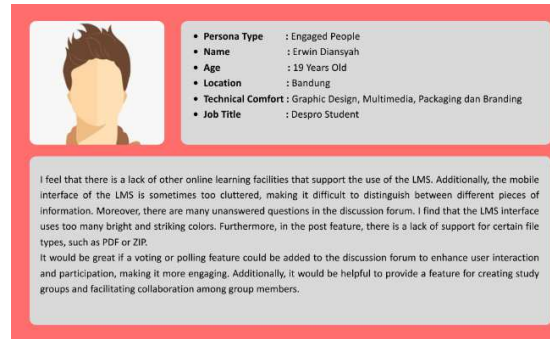 • Persona Type : Engaged People
• Name : Erwin Diansyah
• Age : 19 Years Old
• Location : Bandung
• Technical Comfort : Graphic Design, Multimedia, Packaging dan Branding
• Job Title : Despro Student
I feel that there is a lack of other online learning facilities that support the use of the LMS. Additionally, the mobile
interface of the LMS is sometimes too cluttered, making it difficult to distinguish between different pieces of
information. Moreover, there are many unanswered questions in the discussion forum. I find that the LMS interface
uses too many bright and striking colors. Furthermore, in the post feature, there is a lack of support for certain file
types, such as PDF or ZIP.
It would be great if a voting or polling feature could be added to the discussion forum to enhance user interaction
and participation, making it more engaging. Additionally, it would be helpful to provide a feature for creating study
groups and facilitating collaboration among group members.